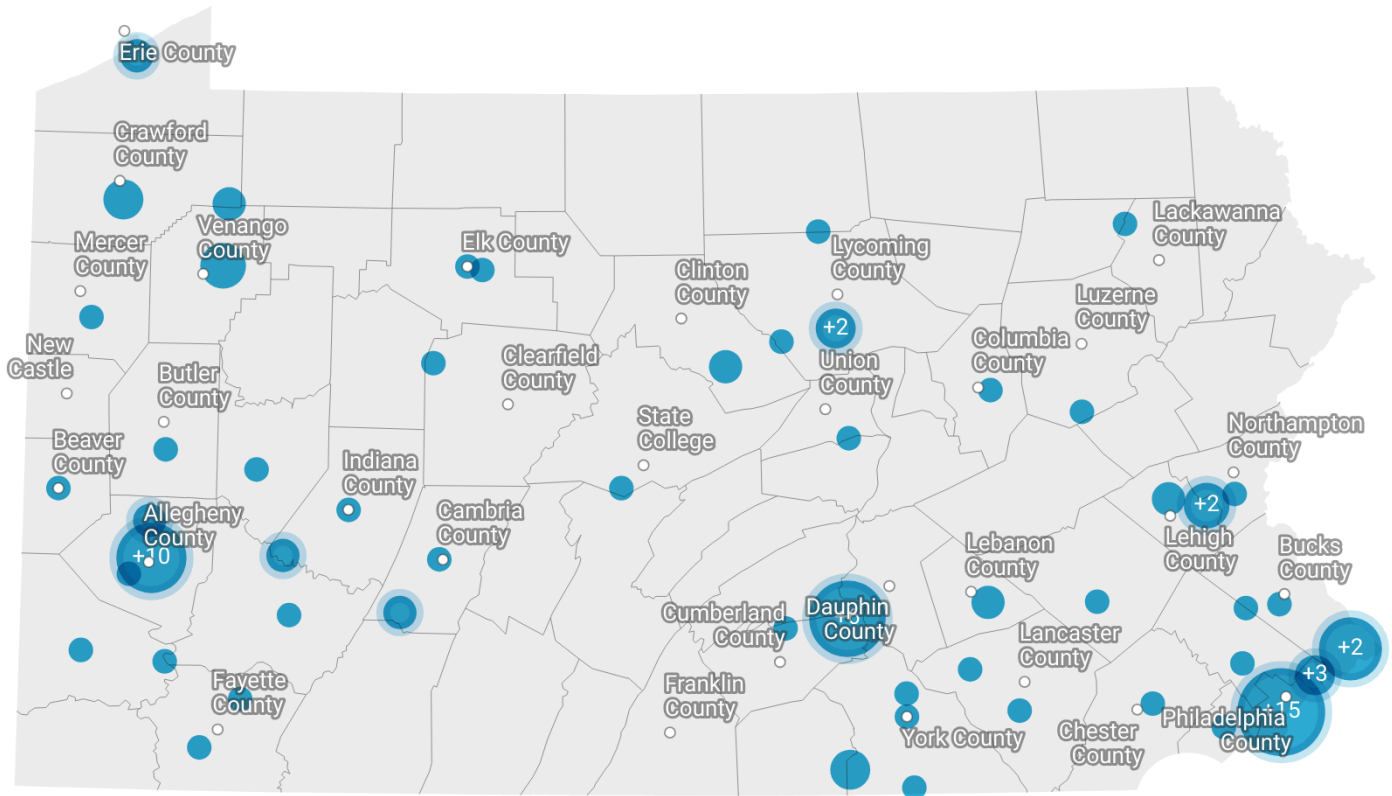 Erie County
Crawford
County
Venango
County
Mercer
County
Elk County
Lackawanna
County
Lycoming
County
Clinton
County
Luzerne
County
+2
New
Castle
Columbia
County
Clearfield
County
Union
County
Butler
County
State
College
Northampton
County
Beaver
County
Indiana
County
+2
Cambria
County
Allegheny
County
+10
Lehigh
County
Lebanon
County
Bucks
County
Cumberland
County
Dauphin
County
Lancaster
County
+2
+3
Fayette
County
Franklin
County
+15
Philadelphia
County
York County
Chester
County